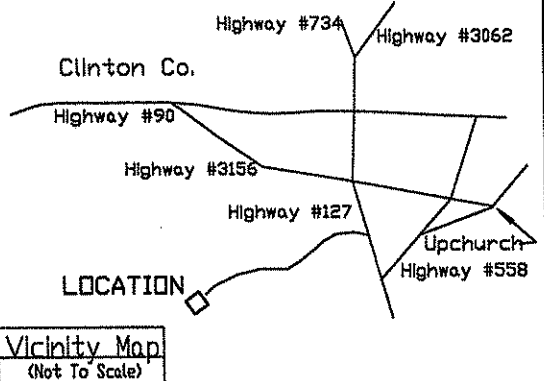 Highway #734
Highway #3062
Clinton Co.
Highway #90
Highway #3156
Highway #127
Upchurch
Highway #558
LOCATION
Vicinity Map
(Not To Scale)